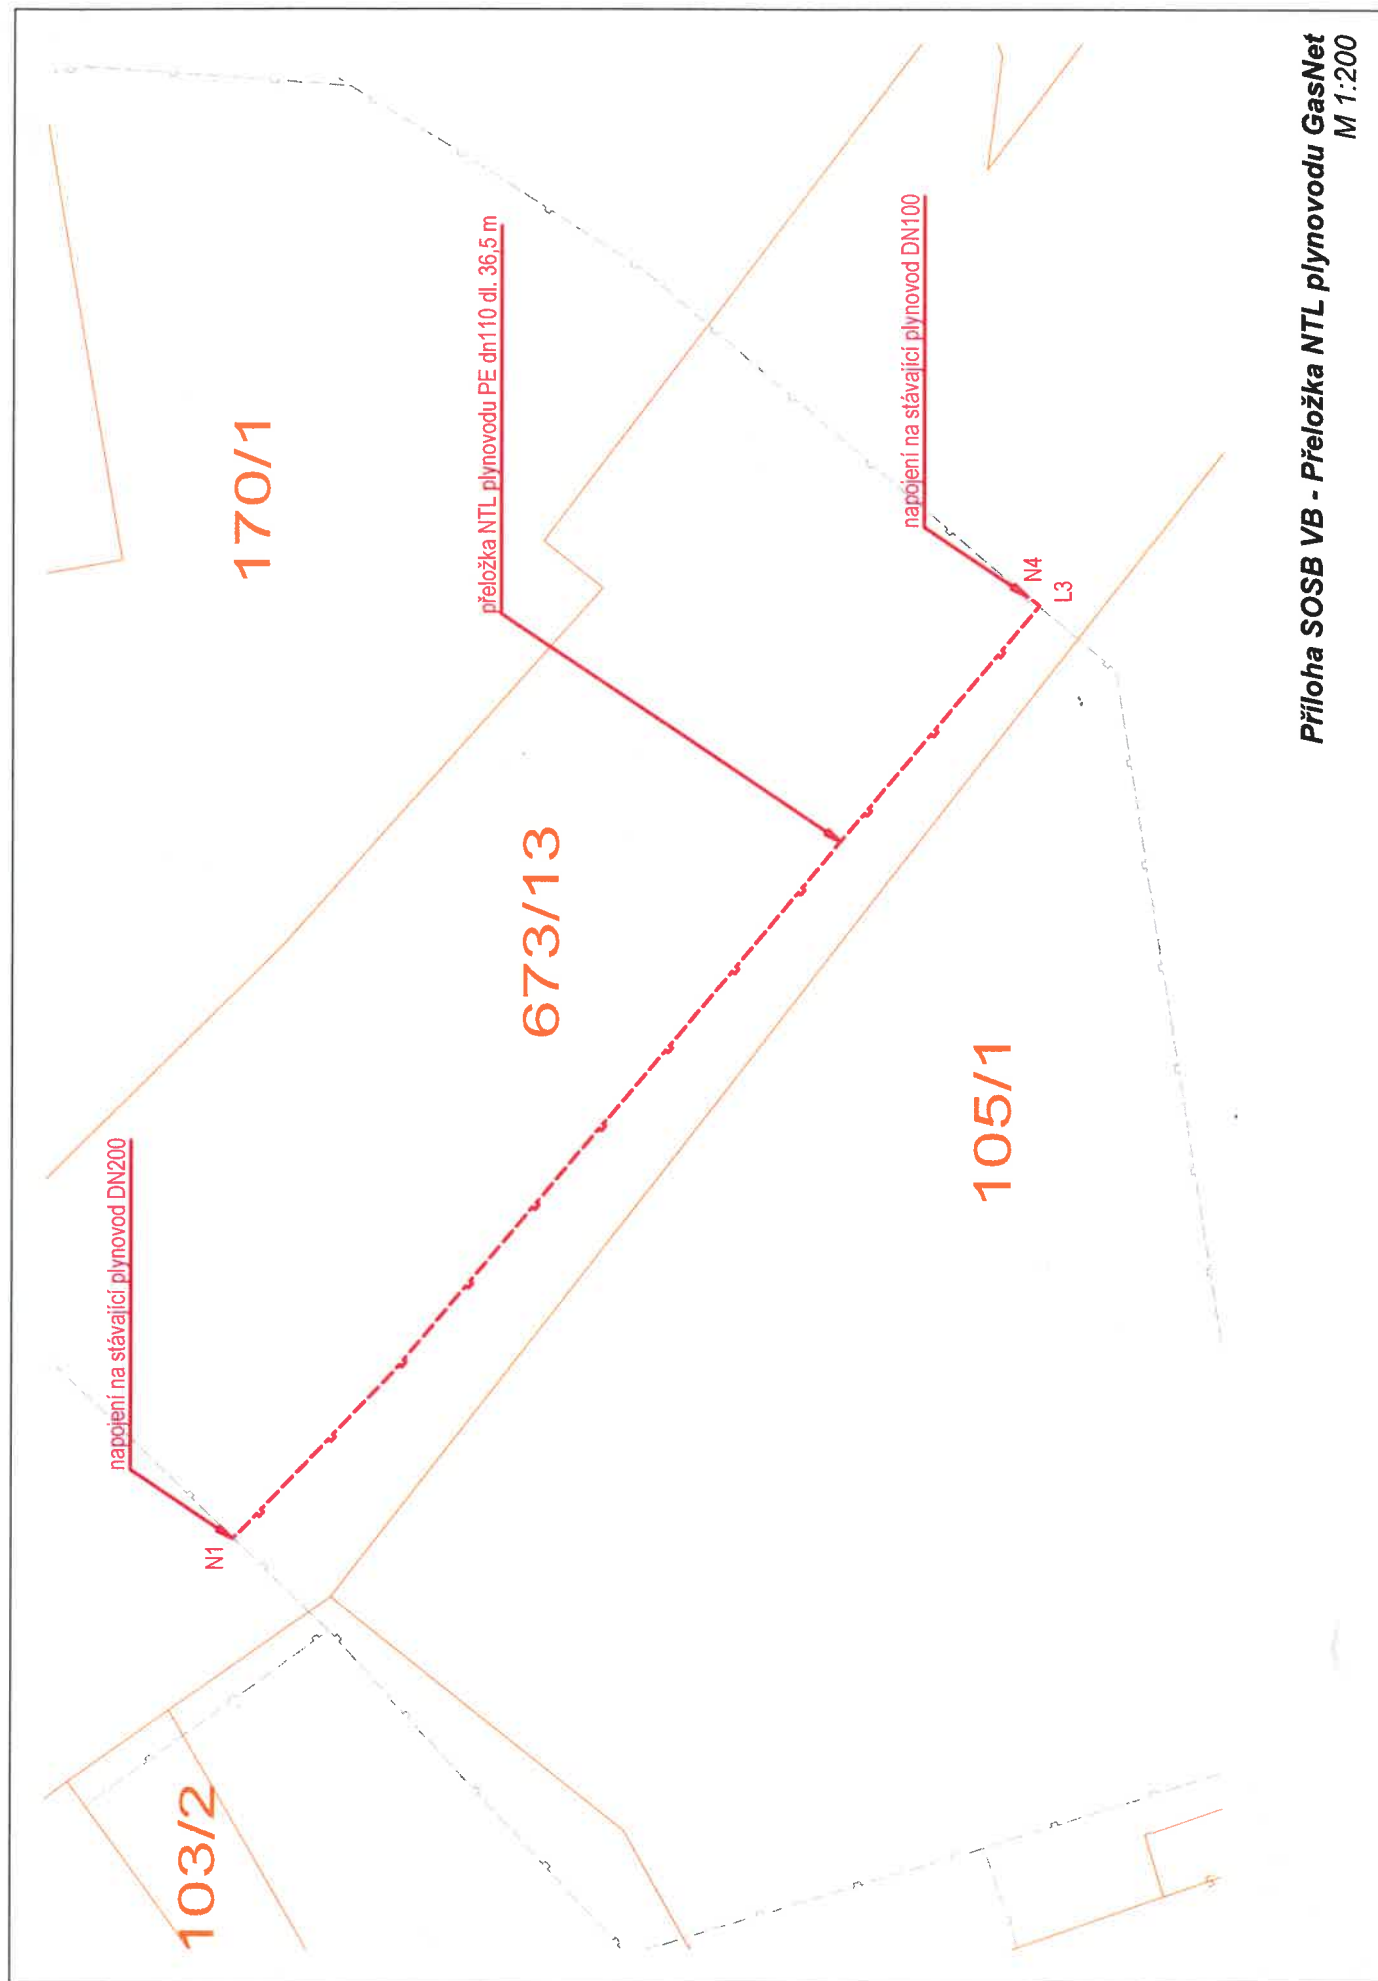 103/2
napojení na stávající plynovod DN200
N1
170/1
673/13
přeložka NTL plynovodu PE dn110 dl. 36,5 m
105/1
napojení na stávající plynovod DN100
N4
L3
Příloha SOSB VB - Přeložka NTL plynovodu GasNet
M 1:200